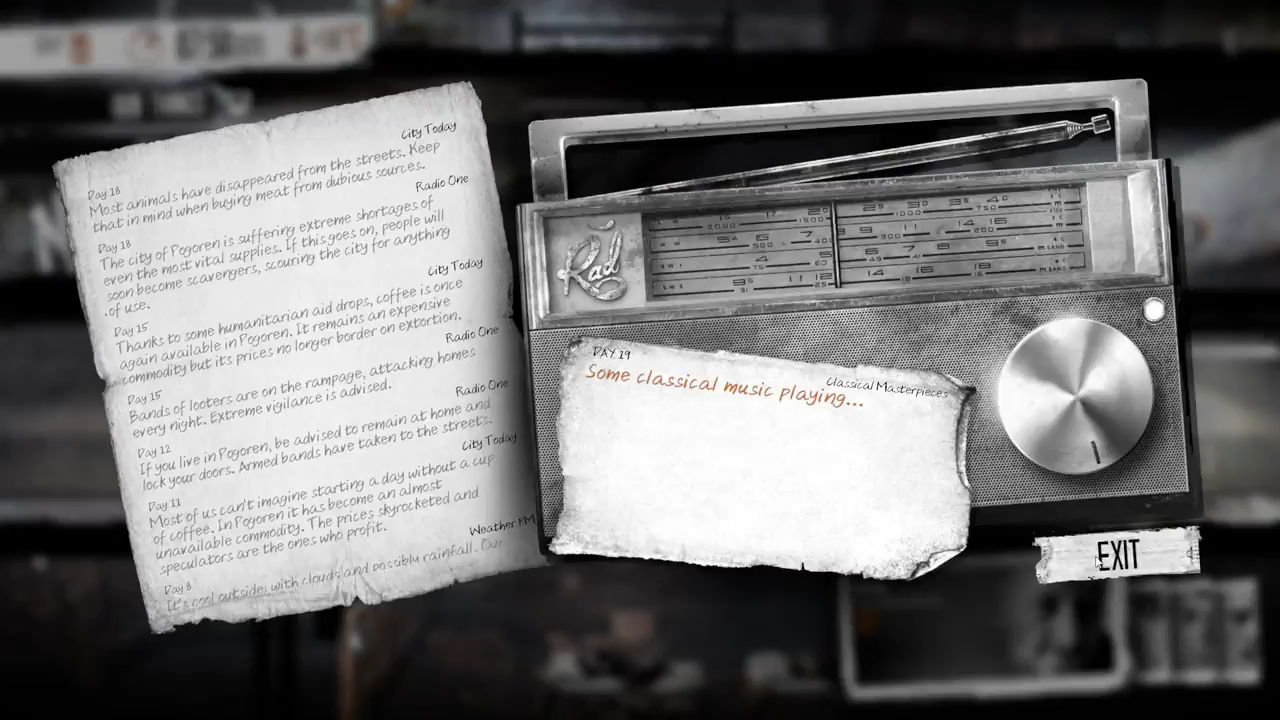 City Today
Day 18
Most animals have disappeared from the streets. Keep
that in mind when buying meat from dubious sources.
Radio One
Day 18
The city of Pogoren is suffering extreme shortages of
even the most vital supplies. If this goes on, people will
soon become scavengers, scouring the city for anything
of use.
City Today
Day 15
Thanks to some humanitarian aid drops, coffee is once
again available in Pogoren. It remains an expensive
commodity but its prices no longer border on extortion.
Radio One
Day 15
Bands of looters are on the rampage, attacking homes
every night. Extreme vigilance is advised.
Radio One
Day 12
If you live in Pogoren, be advised to remain at home and
lock your doors. Armed bands have taken to the streets.
City Today
Day 11
Most of us can't imagine starting a day without a cup
of coffee. In Pogoren it has become an almost
unavailable commodity. The prices skyrocketed and
speculators are the ones who profit.
Weather FM
Day 8
It's cool outside, with clouds and possibly rainfall. Our
Rad
DAY 19
Classical Masterpieces
Some classical music playing...
EXIT